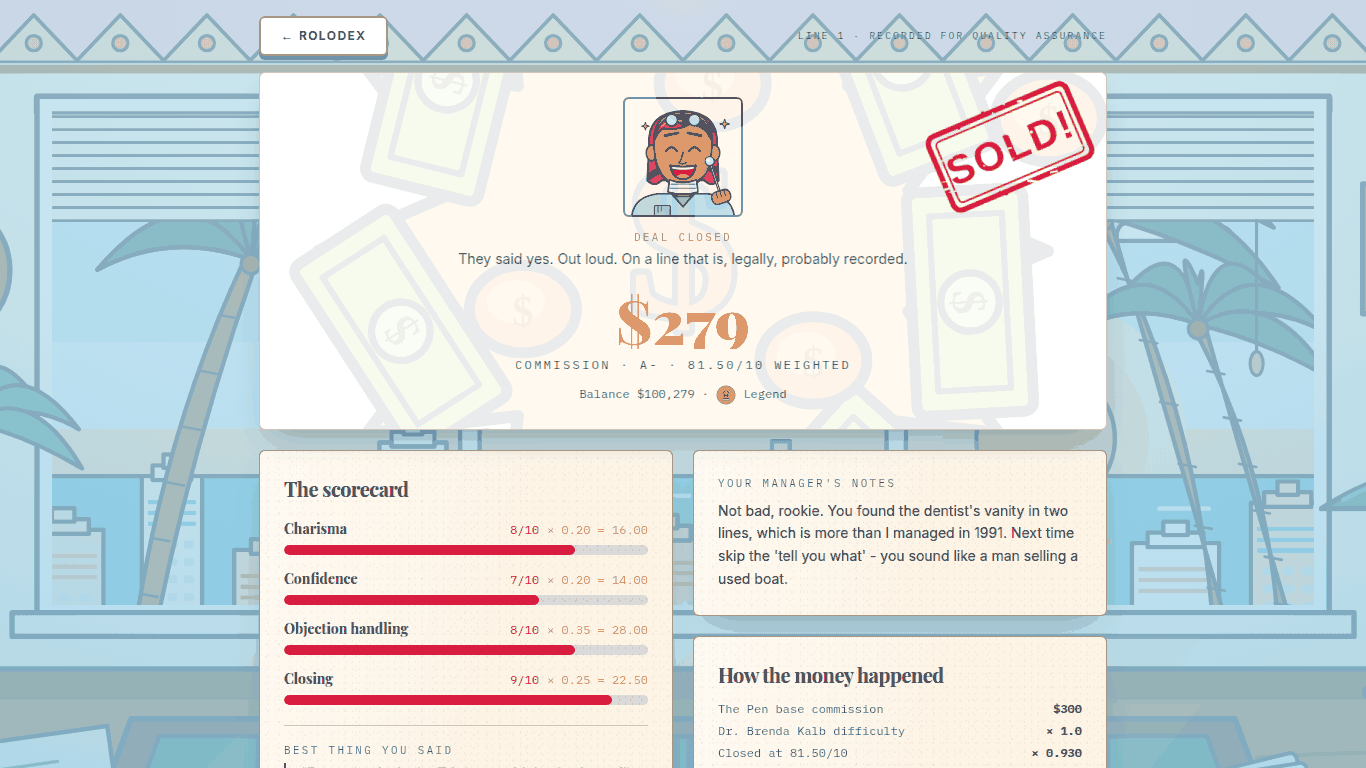 ← ROLODEX
LINE 1 · RECORDED FOR QUALITY ASSURANCE
SOLD!
DEAL CLOSED
They said yes. Out loud. On a line that is, legally, probably recorded.
$279
COMMISSION · A- · 81.50/10 WEIGHTED
Balance $100,279 · Legend
The scorecard
Charisma 8/10 × 0.20 = 16.00
Confidence 7/10 × 0.20 = 14.00
Objection handling 8/10 × 0.35 = 28.00
Closing 9/10 × 0.25 = 22.50
BEST THING YOU SAID
YOUR MANAGER'S NOTES
Not bad, rookie. You found the dentist's vanity in two
lines, which is more than I managed in 1991. Next time
skip the 'tell you what' - you sound like a man selling a
used boat.
How the money happened
The Pen base commission $300
Dr. Brenda Kalb difficulty × 1.0
Closed at 81.50/10 × 0.930